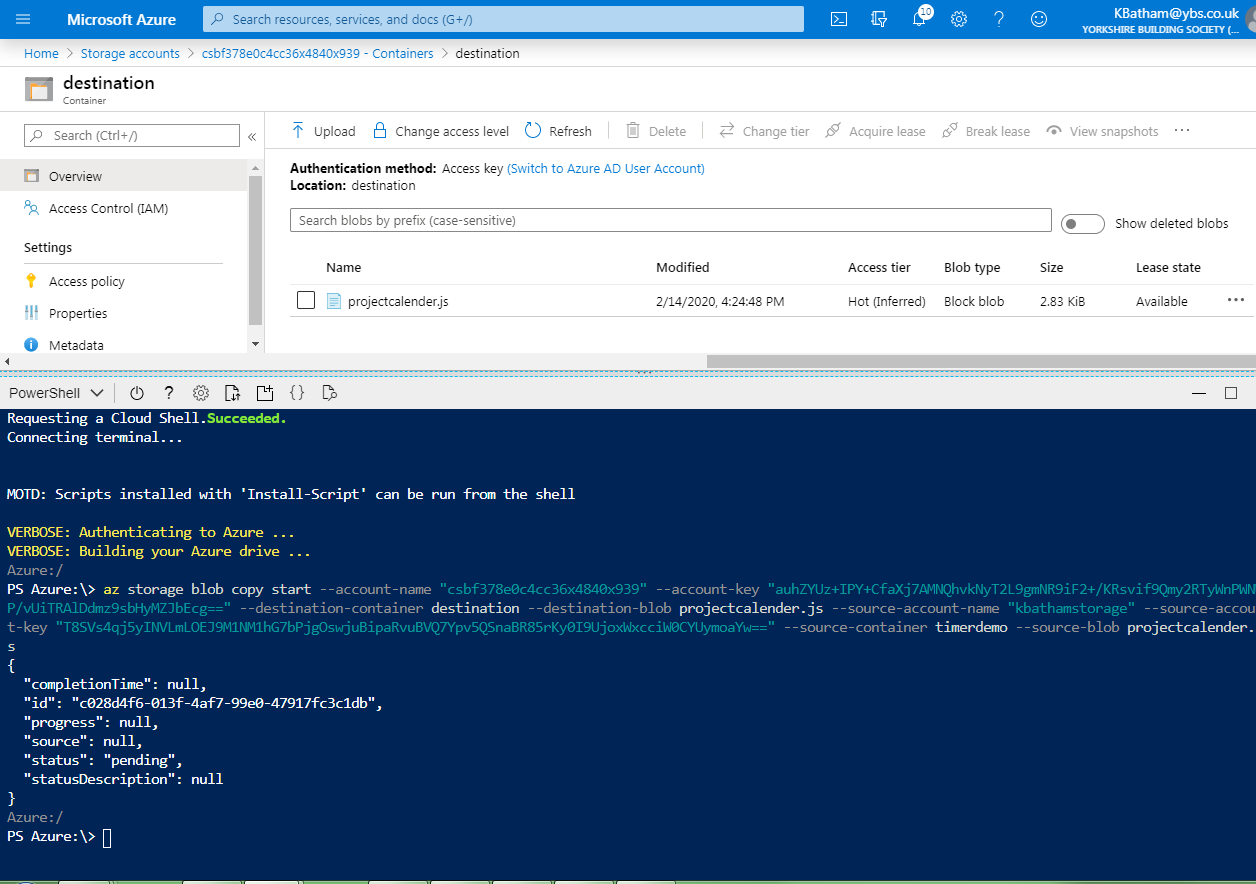 Microsoft Azure
Search resources, services, and docs (G+/)
10
KBatham@ybs.co.uk
YORKSHIRE BUILDING SOCIETY (...
Home > Storage accounts > csbf378e0c4cc36x4840x939 - Containers > destination
destination
Container
Search (Ctrl+/)
«
Upload Change access level Refresh Delete Change tier Acquire lease Break lease View snapshots ...
Overview
Access Control (IAM)
Settings
Access policy
Properties
Metadata
Authentication method: Access key (Switch to Azure AD User Account)
Location: destination
Search blobs by prefix (case-sensitive)
Show deleted blobs
Name Modified Access tier Blob type Size Lease state
projectcalender.js 2/14/2020, 4:24:48 PM Hot (Inferred) Block blob 2.83 KiB Available ...
PowerShell
Requesting a Cloud Shell.Succeeded.
Connecting terminal...
MOTD: Scripts installed with 'Install-Script' can be run from the shell
VERBOSE: Authenticating to Azure ...
VERBOSE: Building your Azure drive ...
Azure:/
PS Azure:\> az storage blob copy start --account-name "csbf378e0c4cc36x4840x939" --account-key
--destination-container destination --destination-blob projectcalender.js --source-account-name "kbathamstorage" --source-accou
t-key --source-container timerdemo --source-blob projectcalender.
s
{
"completionTime": null,
"id": "c028d4f6-013f-4af7-99e0-47917fc3c1db",
"progress": null,
"source": null,
"status": "pending",
"statusDescription": null
}
Azure:/
PS Azure:\>